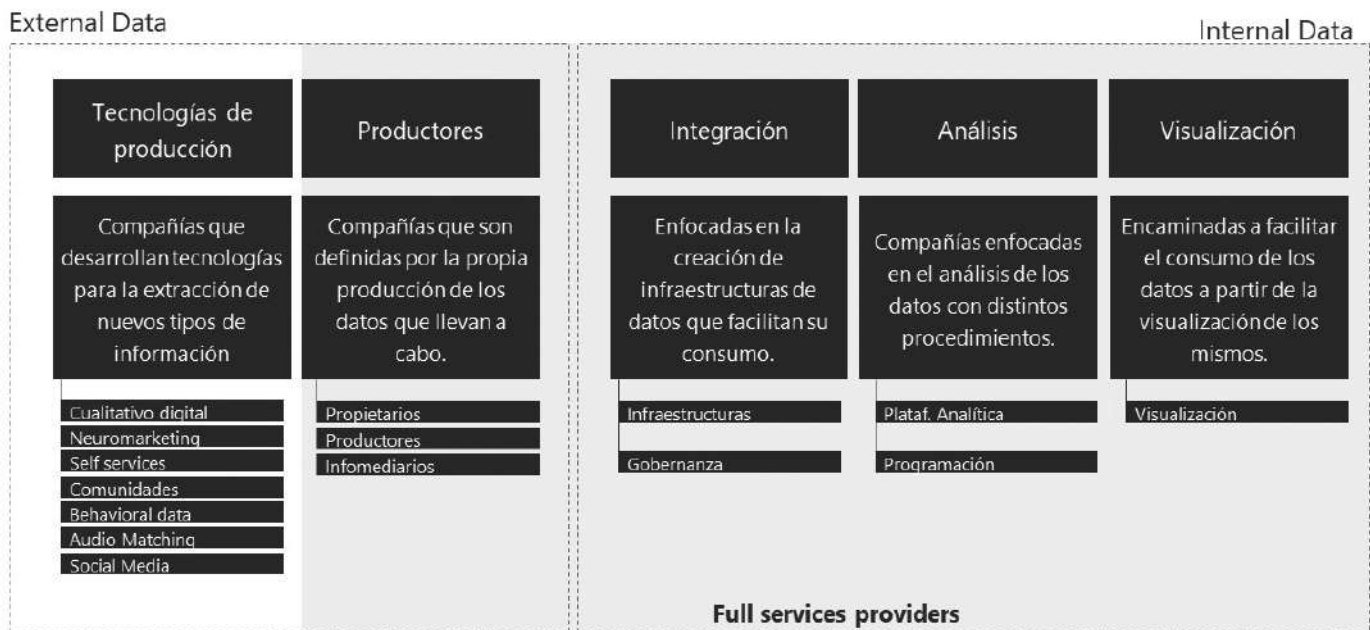 External Data
Internal Data
Tecnologías de
producción
Productores
Integración
Análisis
Visualización
Compañías que
desarrollan tecnologías
para la extracción de
nuevos tipos de
información
Compañías que son
definidas por la propia
producción de los
datos que llevan a
cabo.
Enfocadas en la
creación de
infraestructuras de
datos que facilitan su
consumo.
Compañías enfocadas
en el análisis de los
datos con distintos
procedimientos.
Encaminadas a facilitar
el consumo de los
datos a partir de la
visualización de los
mismos.
Cualitativo digital
Neuromarketing
Self services
Comunidades
Behavioral data
Audio Matching
Social Media
Propietarios
Productores
Infomediarios
Infraestructuras
Gobernanza
Plataf. Analítica
Programación
Visualización
Full services providers